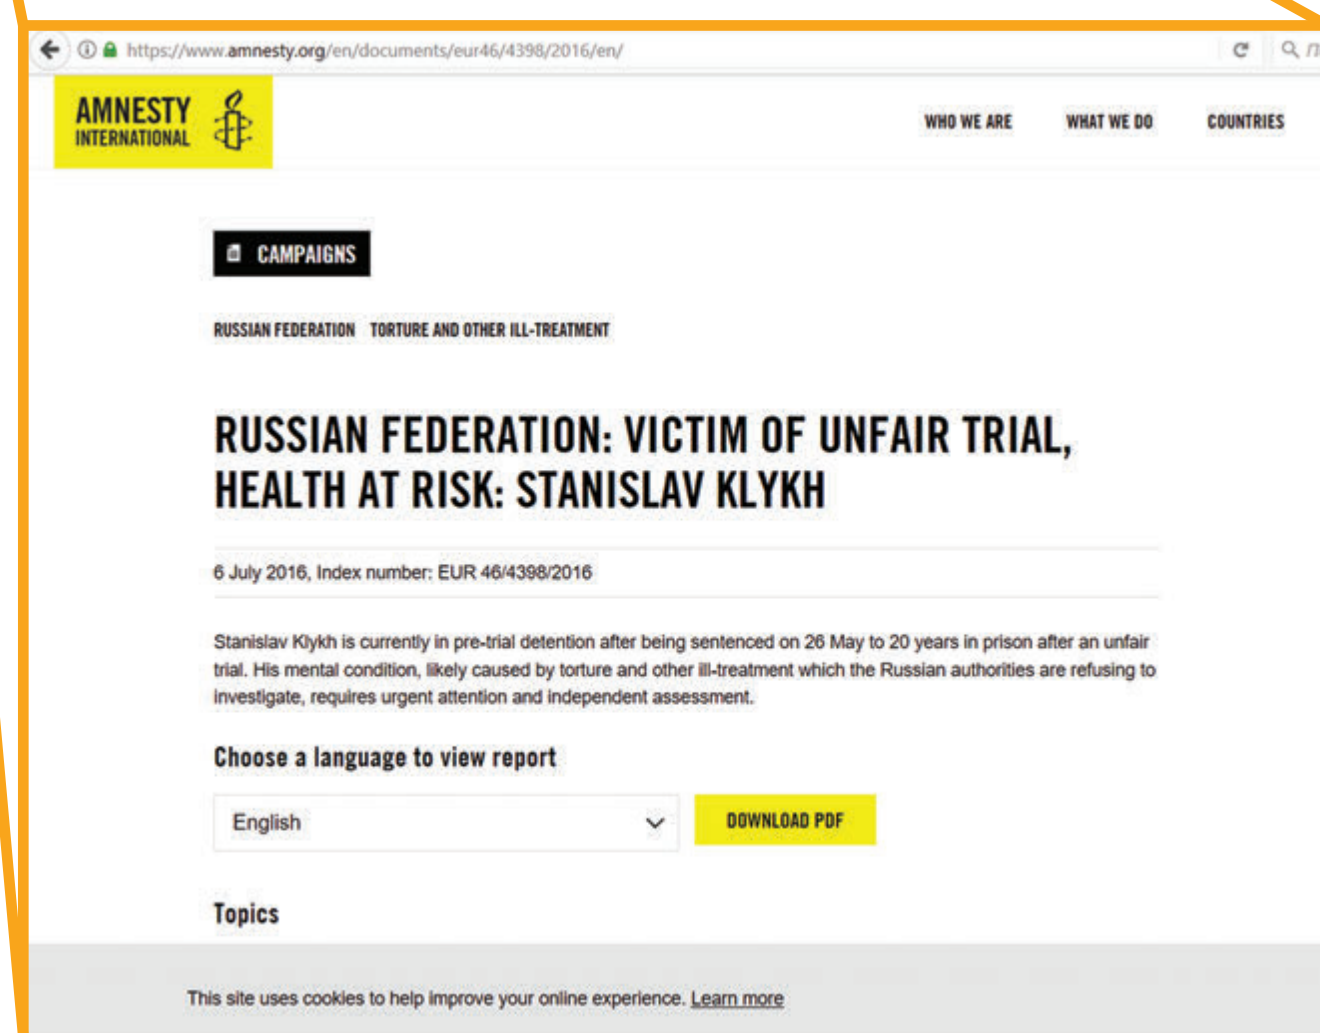 https://www.amnesty.org/en/documents/eur46/4398/2016/en/
AMNESTY
INTERNATIONAL
WHO WE ARE WHAT WE DO COUNTRIES
CAMPAIGNS
RUSSIAN FEDERATION TORTURE AND OTHER ILL-TREATMENT
RUSSIAN FEDERATION: VICTIM OF UNFAIR TRIAL,
HEALTH AT RISK: STANISLAV KLYKH
6 July 2016, Index number: EUR 46/4398/2016
Stanislav Klykh is currently in pre-trial detention after being sentenced on 26 May to 20 years in prison after an unfair
trial. His mental condition, likely caused by torture and other ill-treatment which the Russian authorities are refusing to
investigate, requires urgent attention and independent assessment.
Choose a language to view report
English
DOWNLOAD PDF
Topics
This site uses cookies to help improve your online experience. Learn more